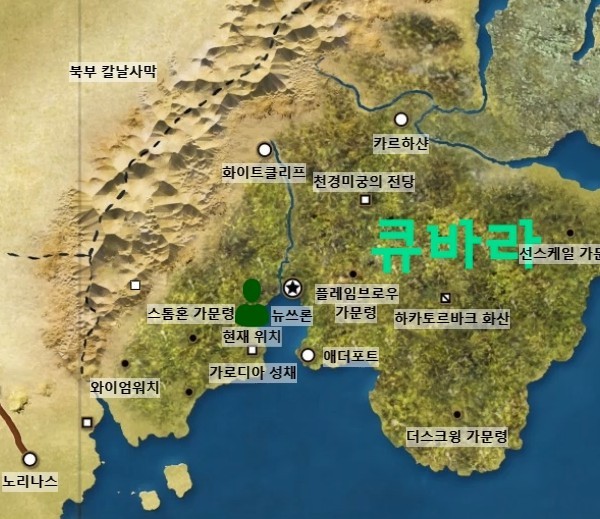 북부 칼날사막
카르하샨
화이트클리프
천경미궁의 전당
큐바라
선스케일 가문
플레임브로우
가문령
스톰혼 가문령
뉴쓰론
하카토르바크 화산
현재 위치
애더포트
가로디아 성채
와이엄워치
더스크윙 가문령
노리나스